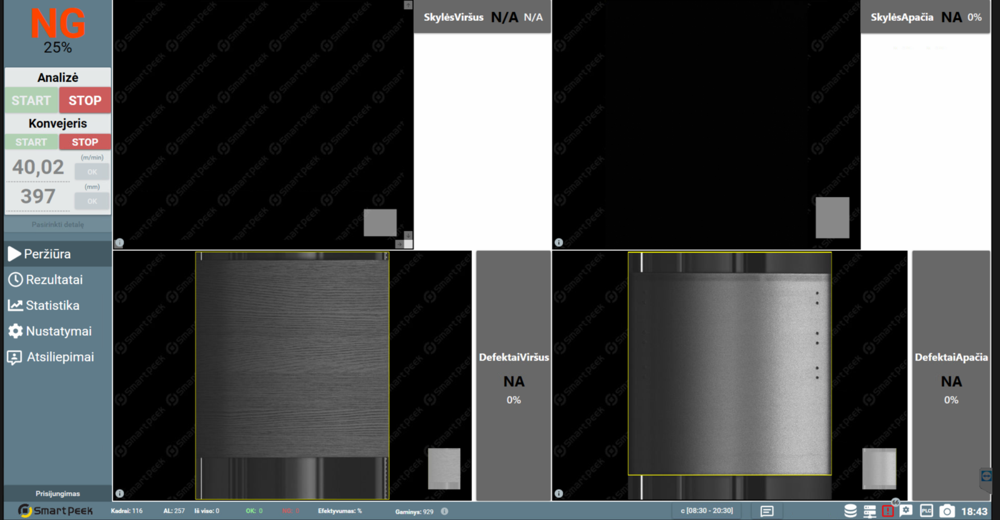 NG
25%
Analizė
START STOP
Konvejeris
START STOP
40,02 (m/min) OK
397 (mm) OK
Pasirinkti detalę
Peržiūra
Rezultatai
Statistika
Nustatymai
Atsiliepimai
Prisijungimas
SkylėsViršus N/A N/A
SkylėsApačia NA 0%
DefektaiViršus
NA
0%
DefektaiApačia
NA
0%
SmartPeek
Kadrai: 116 AL: 257 Iš viso: 0 OK: 0 NG: 0 Efektyvumas: % Gaminys: 929 c [08:30 - 20:30] 66 PLC 18:43